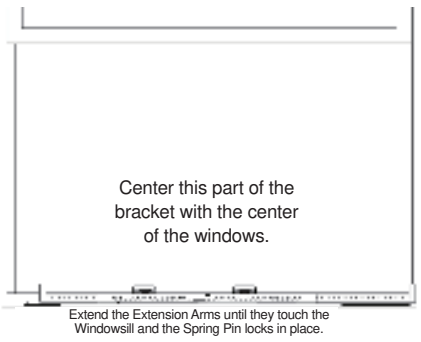 Center this part of the
bracket with the center
of the windows.
Extend the Extension Arms until they touch the
Windowsill and the Spring Pin locks in place.